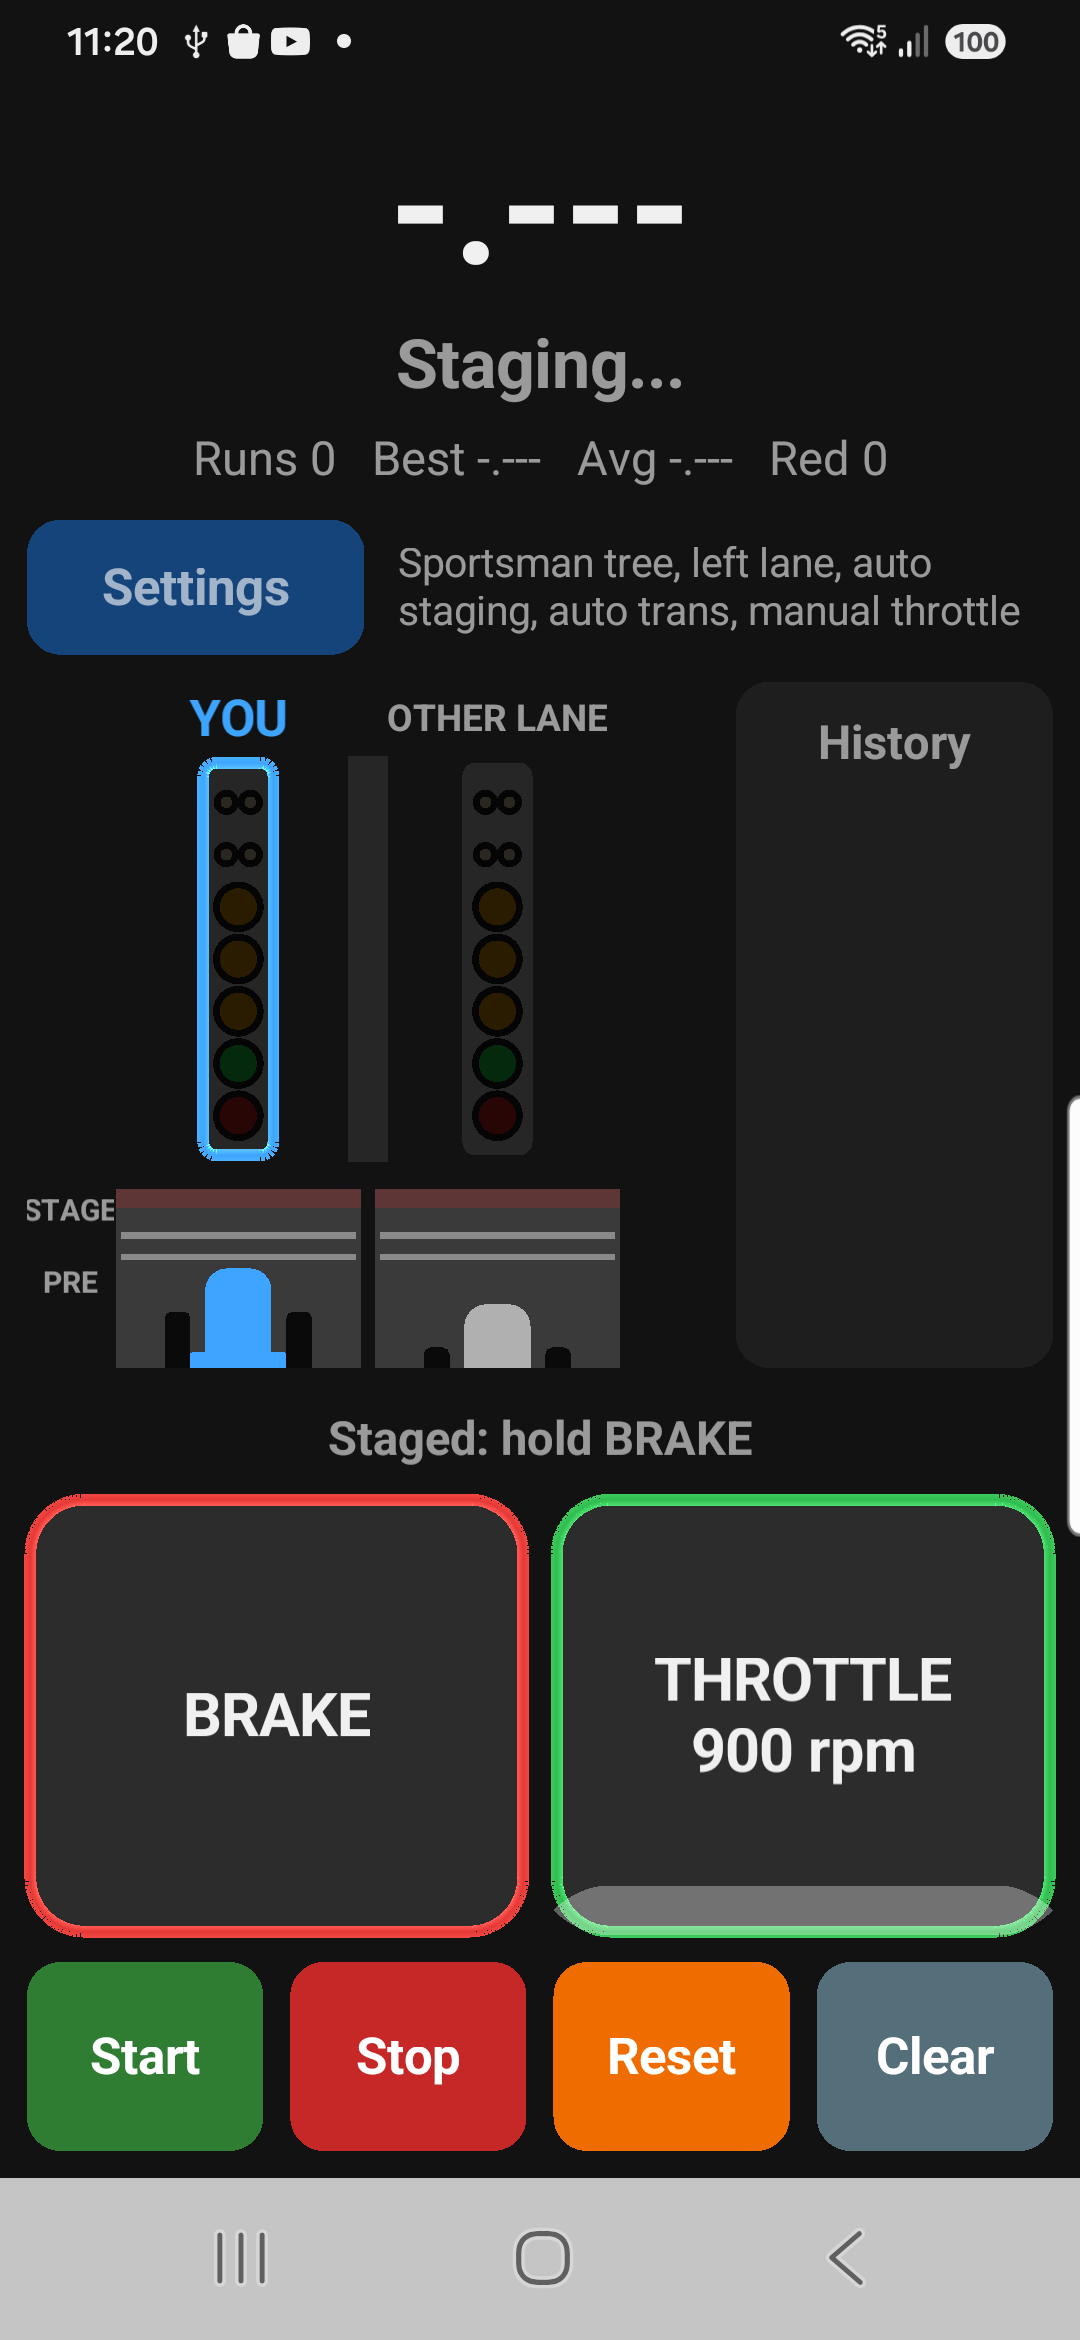 11:20
5
100
-.---
Staging...
Runs 0 Best -.--- Avg -.--- Red 0
Settings
Sportsman tree, left lane, auto
staging, auto trans, manual throttle
YOU
OTHER LANE
History
STAGE
PRE
Staged: hold BRAKE
BRAKE
THROTTLE
900 rpm
Start
Stop
Reset
Clear